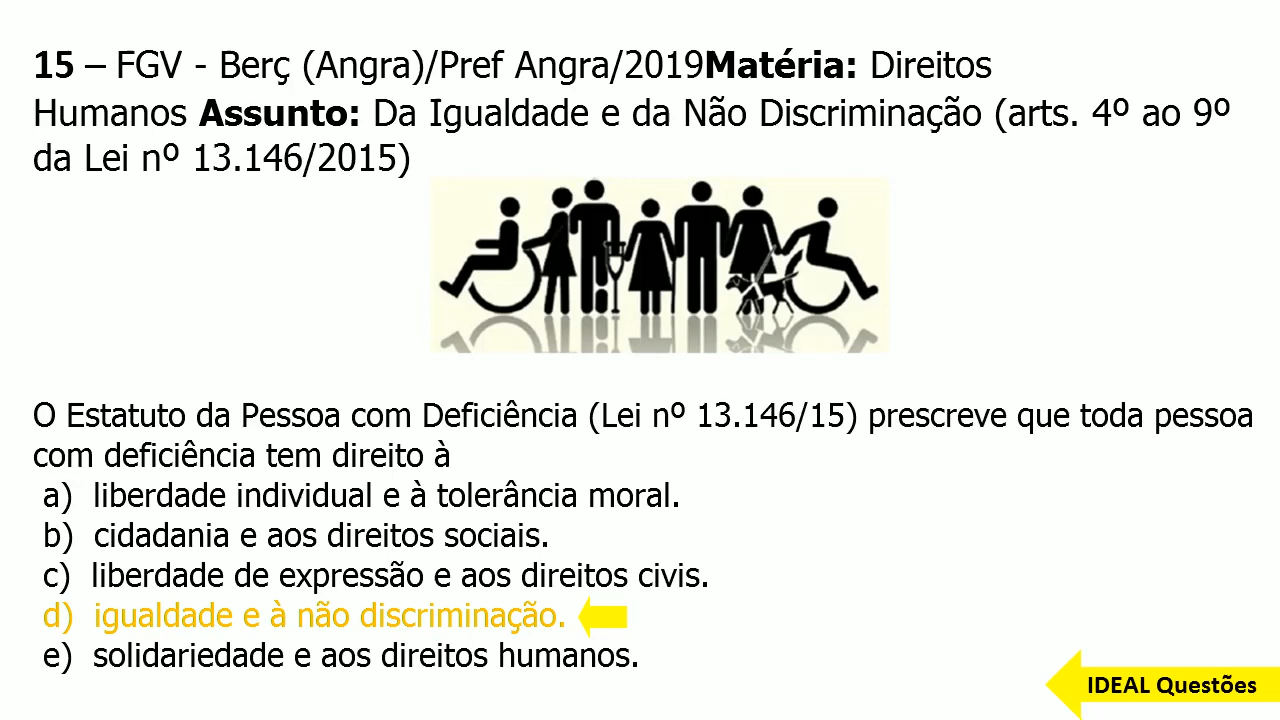 15 – FGV - Berç (Angra)/Pref Angra/2019Matéria: Direitos
Humanos Assunto: Da Igualdade e da Não Discriminação (arts. 4º ao 9º
da Lei nº 13.146/2015)
O Estatuto da Pessoa com Deficiência (Lei nº 13.146/15) prescreve que toda pessoa
com deficiência tem direito à
a) liberdade individual e à tolerância moral.
b) cidadania e aos direitos sociais.
c) liberdade de expressão e aos direitos civis.
d) igualdade e à não discriminação.
e) solidariedade e aos direitos humanos.
IDEAL Questões